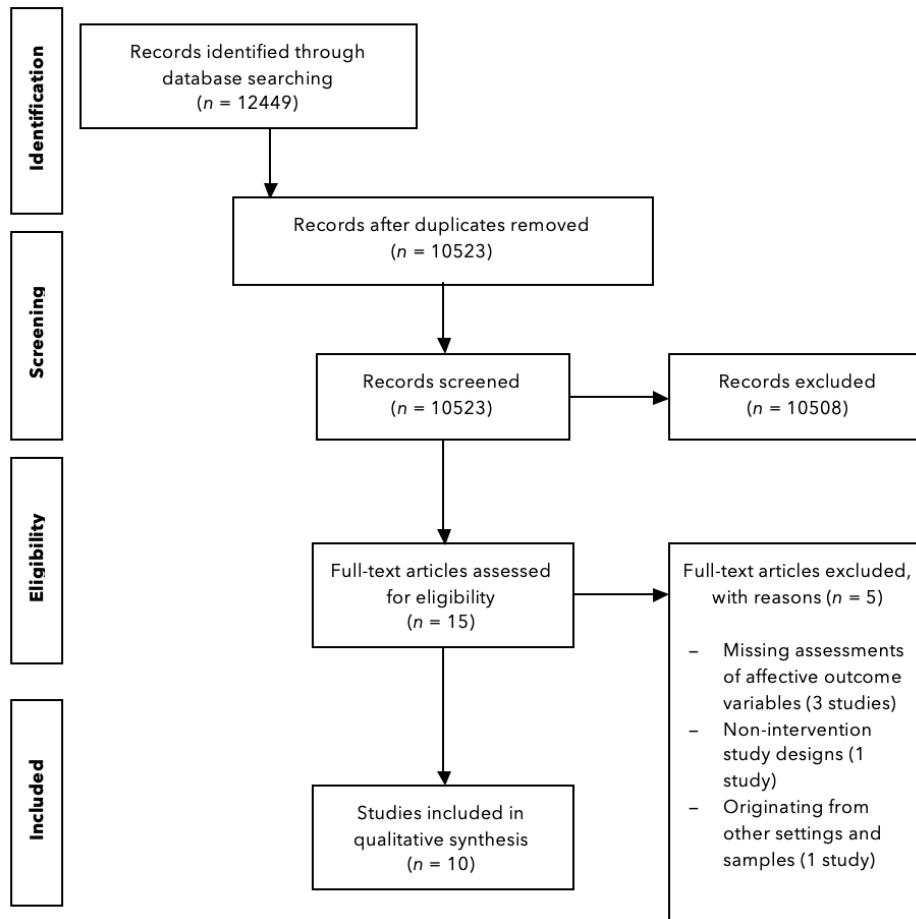 Identification
Records identified through
database searching
(n = 12449)
Records after duplicates removed
(n = 10523)
Screening
Records screened
(n = 10523)
Records excluded
(n = 10508)
Eligibility
Full-text articles assessed
for eligibility
(n = 15)
Full-text articles excluded,
with reasons (n = 5)
– Missing assessments
of affective outcome
variables (3 studies)
– Non-intervention
study designs (1
study)
– Originating from
other settings and
samples (1 study)
Included
Studies included in
qualitative synthesis
(n = 10)